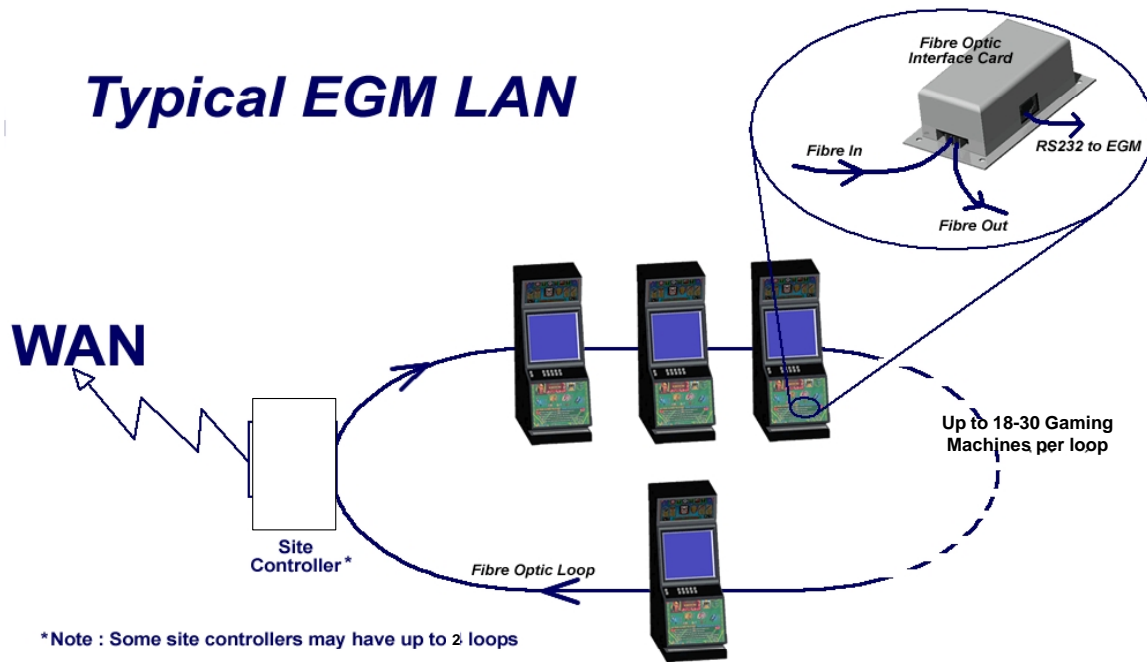 Typical EGM LAN
Fibre Optic
Interface Card
RS232 to EGM
Fibre In
Fibre Out
WAN
Up to 18-30 Gaming
Machines per loop
Site
Controller *
Fibre Optic Loop
*Note : Some site controllers may have up to 2 loops